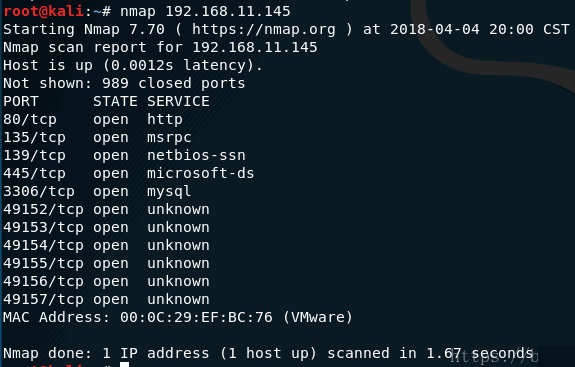 root@kali:~# nmap 192.168.11.145
Starting Nmap 7.70 ( https://nmap.org ) at 2018-04-04 20:00 CST
Nmap scan report for 192.168.11.145
Host is up (0.0012s latency).
Not shown: 989 closed ports
PORT      STATE SERVICE
80/tcp    open  http
135/tcp   open  msrpc
139/tcp   open  netbios-ssn
445/tcp   open  microsoft-ds
3306/tcp  open  mysql
49152/tcp open  unknown
49153/tcp open  unknown
49154/tcp open  unknown
49155/tcp open  unknown
49156/tcp open  unknown
49157/tcp open  unknown
MAC Address: 00:0C:29:EF:BC:76 (VMware)
Nmap done: 1 IP address (1 host up) scanned in 1.67 seconds
https://b